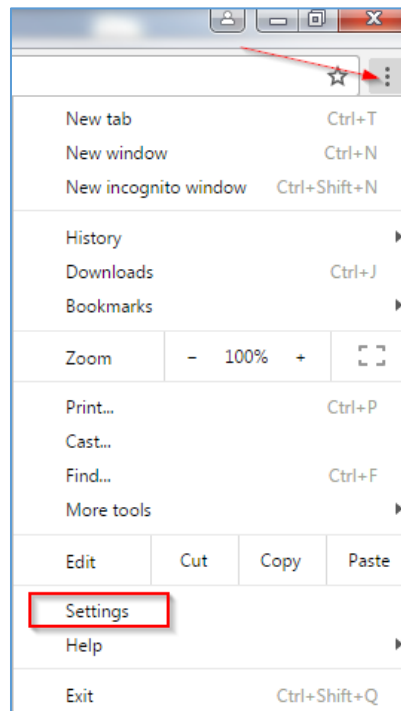 New tab Ctrl+T
New window Ctrl+N
New incognito window Ctrl+Shift+N
History
Downloads Ctrl+J
Bookmarks
Zoom - 100% +
Print... Ctrl+P
Cast...
Find... Ctrl+F
More tools
Edit Cut Copy Paste
Settings
Help
Exit Ctrl+Shift+Q